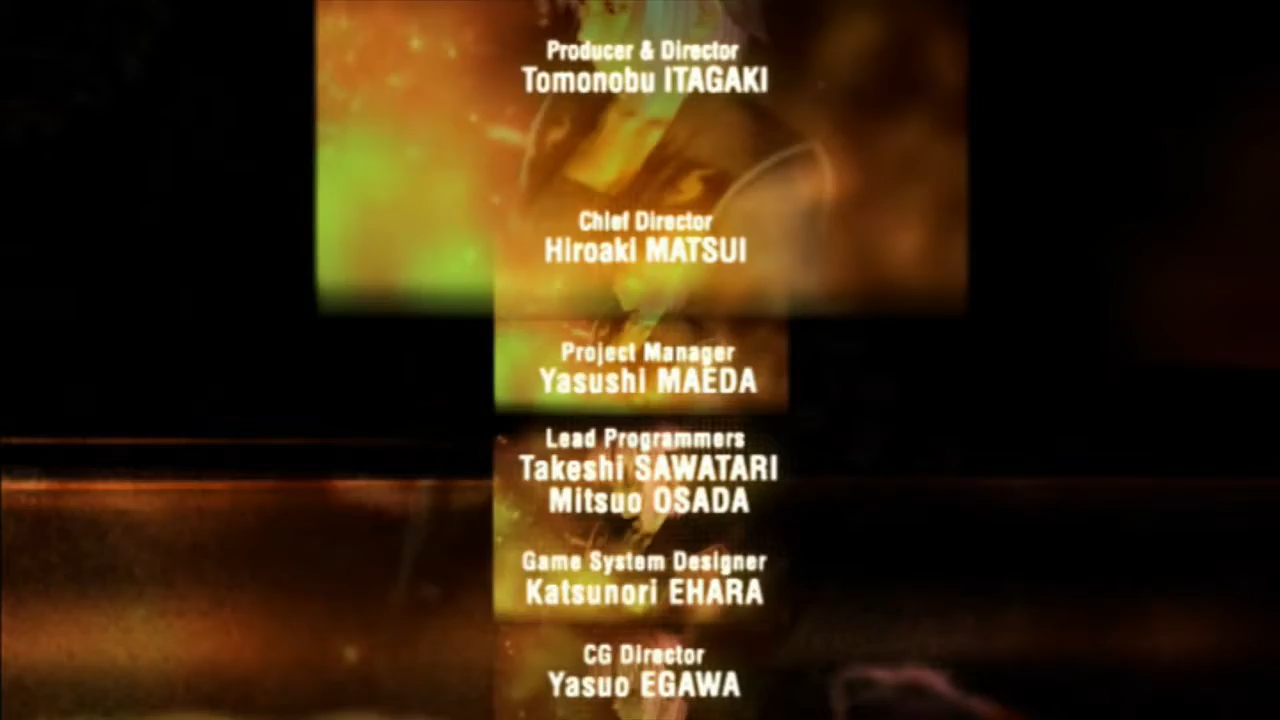 Producer & Director
Tomonobu ITAGAKI
Chief Director
Hiroaki MATSUI
Project Manager
Yasushi MAEDA
Lead Programmers
Takeshi SAWATARI
Mitsuo OSADA
Game System Designer
Katsunori EHARA
CG Director
Yasuo EGAWA